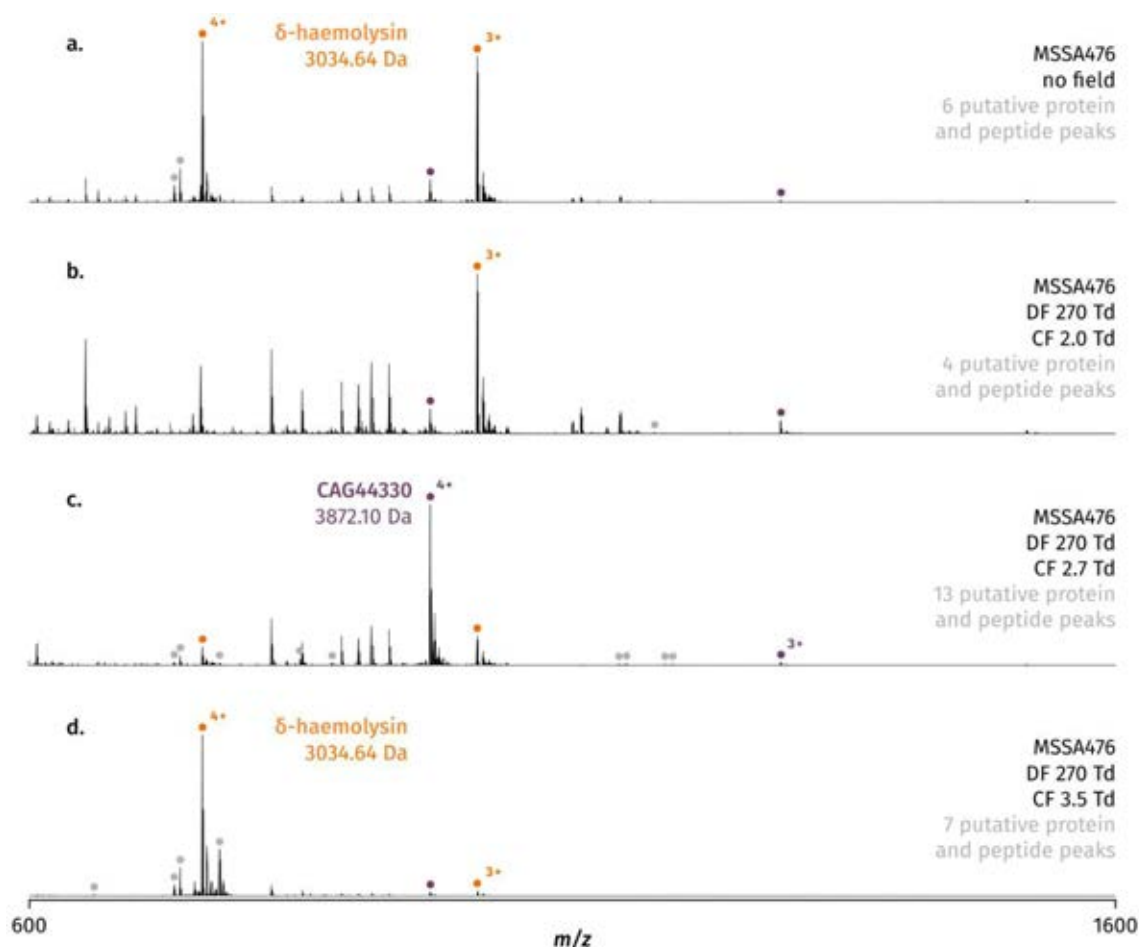 a.
4+
δ-haemolysin
3034.64 Da
3+
MSSA476
no field
6 putative protein
and peptide peaks
b.
3+
MSSA476
DF 270 Td
CF 2.0 Td
4 putative protein
and peptide peaks
c.
CAG44330
3872.10 Da
4+
3+
MSSA476
DF 270 Td
CF 2.7 Td
13 putative protein
and peptide peaks
d.
4+
δ-haemolysin
3034.64 Da
3+
MSSA476
DF 270 Td
CF 3.5 Td
7 putative protein
and peptide peaks
600
m/z
1600